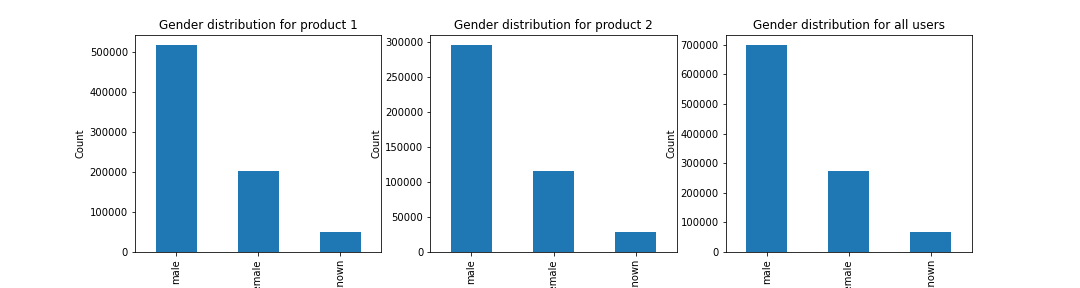 Gender distribution for product 1
Count
500000
400000
300000
200000
100000
0
male
emale
nown
Gender distribution for product 2
Count
300000
250000
200000
150000
100000
50000
0
male
emale
nown
Gender distribution for all users
Count
700000
600000
500000
400000
300000
200000
100000
0
male
emale
nown